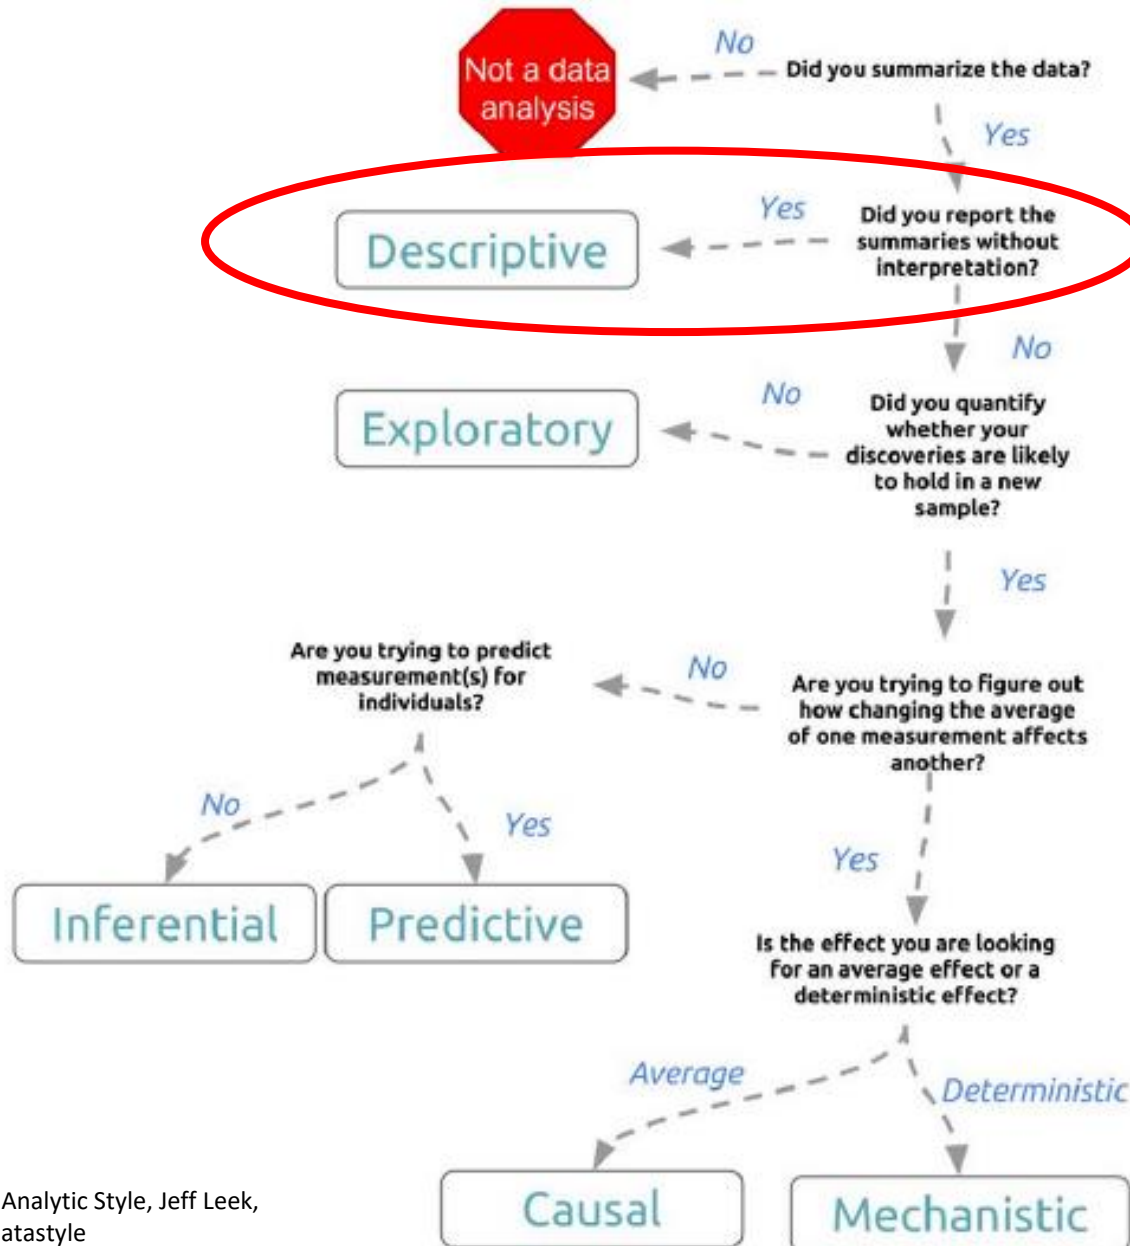 No
Did you summarize the data?
Not a data
analysis
Yes
Yes
Did you report the
summaries without
interpretation?
Descriptive
No
No
Did you quantify
whether your
discoveries are likely
to hold in a new
sample?
Exploratory
Yes
Are you trying to predict
measurement(s) for
individuals?
No
Are you trying to figure out
how changing the average
of one measurement affects
another?
No
Yes
Yes
Inferential
Predictive
Is the effect you are looking
for an average effect or a
deterministic effect?
Average
Deterministic
Causal
Mechanistic
Analytic Style, Jeff Leek,
atastyle